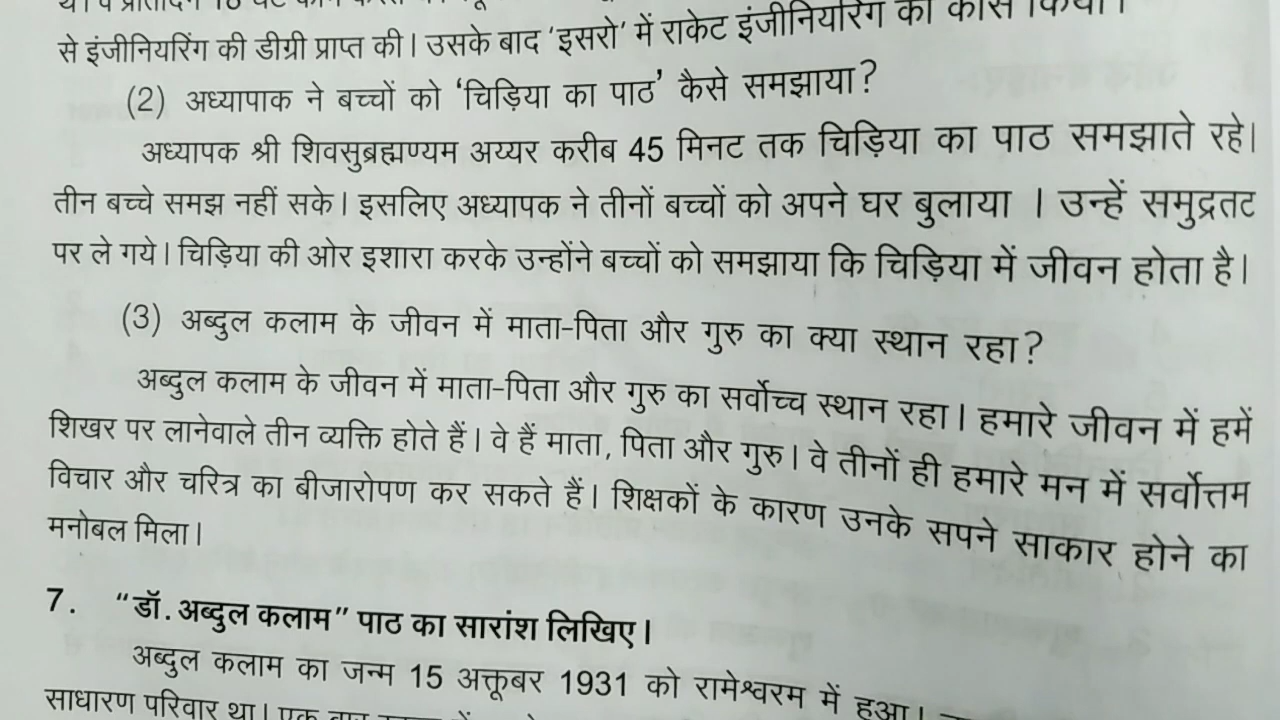 से इंजीनियरिंग की डीग्री प्राप्त की। उसके बाद ‘इसरो’ में राकेट इंजीनियरिंग का कोर्स किया।
(2) अध्यापाक ने बच्चों को ‘चिड़िया का पाठ’ कैसे समझाया?
अध्यापक श्री शिवसुब्रह्मण्यम अय्यर करीब 45 मिनट तक चिड़िया का पाठ समझाते रहे।
तीन बच्चे समझ नहीं सके। इसलिए अध्यापक ने तीनों बच्चों को अपने घर बुलाया । उन्हें समुद्रतट
पर ले गये। चिड़िया की ओर इशारा करके उन्होंने बच्चों को समझाया कि चिड़िया में जीवन होता है।
(3) अब्दुल कलाम के जीवन में माता-पिता और गुरु का क्या स्थान रहा?
अब्दुल कलाम के जीवन में माता-पिता और गुरु का सर्वोच्च स्थान रहा। हमारे जीवन में हमें
शिखर पर लानेवाले तीन व्यक्ति होते हैं। वे हैं माता, पिता और गुरु। वे तीनों ही हमारे मन में सर्वोत्तम
विचार और चरित्र का बीजारोपण कर सकते हैं। शिक्षकों के कारण उनके सपने साकार होने का
मनोबल मिला।
7. “डॉ. अब्दुल कलाम” पाठ का सारांश लिखिए।
अब्दुल कलाम का जन्म 15 अक्तूबर 1931 को रामेश्वरम में हुआ।
साधारण परिवार था। एक बार